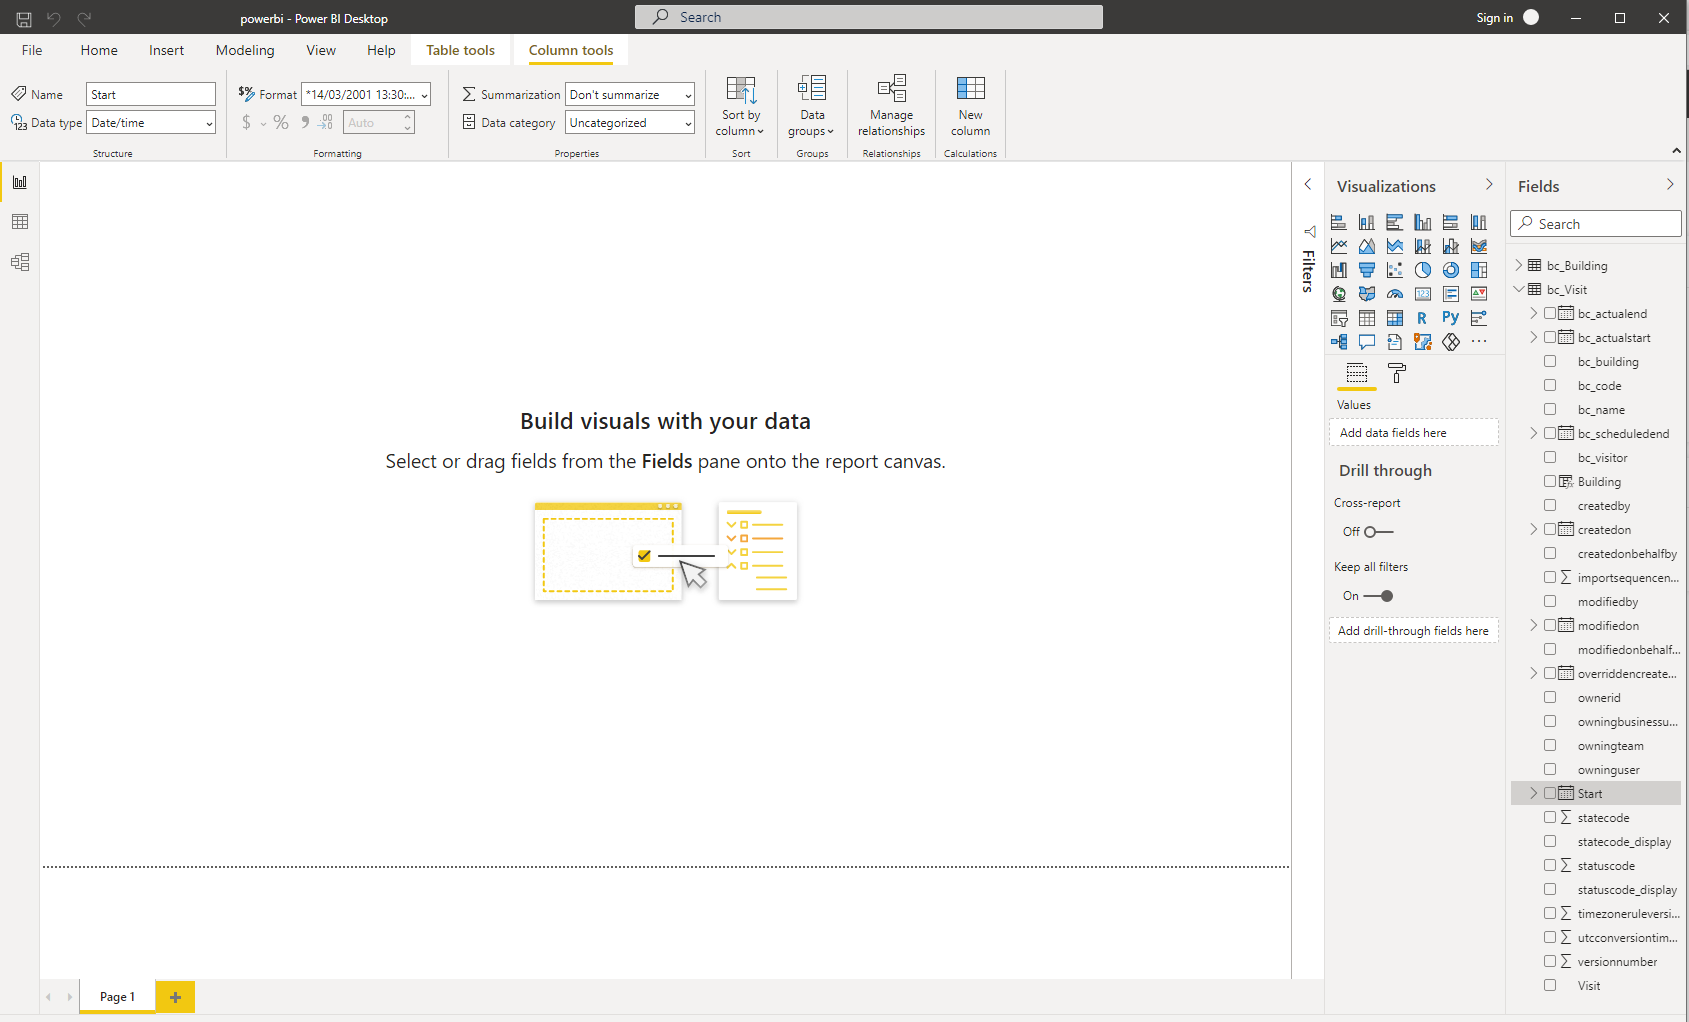 powerbi - Power BI Desktop
Search
Sign in
File Home Insert Modeling View Help Table tools Column tools
Name Start
Data type Date/time
Structure
Format *14/03/2001 13:30:...
$ % 9 .00 Auto
Formatting
Summarization Don't summarize
Data category Uncategorized
Properties
Sort by
column
Sort
Data
groups
Groups
Manage
relationships
Relationships
New
column
Calculations
Build visuals with your data
Select or drag fields from the Fields pane onto the report canvas.
Page 1
Filters
Visualizations
123
R Py
...
Values
Add data fields here
Drill through
Cross-report
Off
Keep all filters
On
Add drill-through fields here
Fields
Search
bc_Building
bc_Visit
bc_actualend
bc_actualstart
bc_building
bc_code
bc_name
bc_scheduledend
bc_visitor
Building
createdby
createdon
createdonbehalfby
importsequencen...
modifiedby
modifiedon
modifiedonbehalf...
overriddencreate...
ownerid
owningbusinessu...
owningteam
owninguser
Start
statecode
statecode_display
statuscode
statuscode_display
timezoneruleversi...
utcconversiontim...
versionnumber
Visit